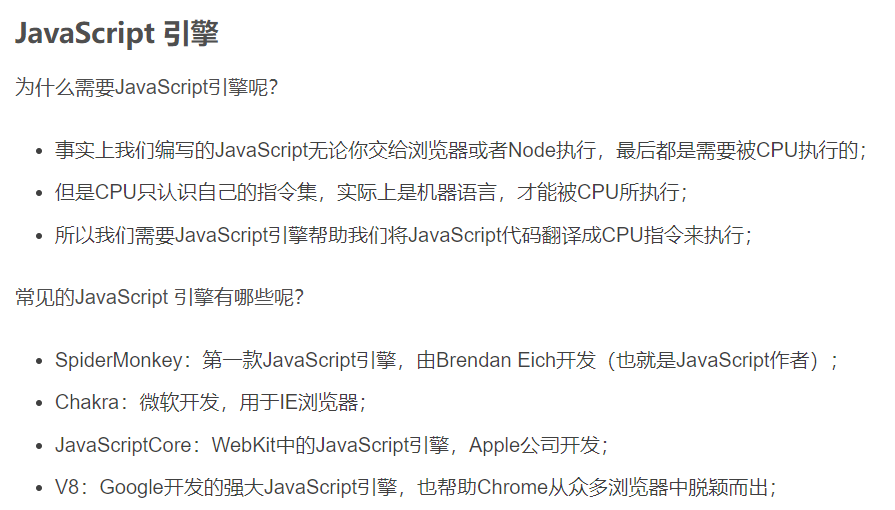 JavaScript 引擎
为什么需要JavaScript引擎呢？
• 事实上我们编写的JavaScript无论你交给浏览器或者Node执行，最后都是需要被CPU执行的；
• 但是CPU只认识自己的指令集，实际上是机器语言，才能被CPU所执行；
• 所以我们需要JavaScript引擎帮助我们将JavaScript代码翻译成CPU指令来执行；
常见的JavaScript 引擎有哪些呢？
• SpiderMonkey：第一款JavaScript引擎，由Brendan Eich开发（也就是JavaScript作者）；
• Chakra：微软开发，用于IE浏览器；
• JavaScriptCore：WebKit中的JavaScript引擎，Apple公司开发；
• V8：Google开发的强大JavaScript引擎，也帮助Chrome从众多浏览器中脱颖而出；